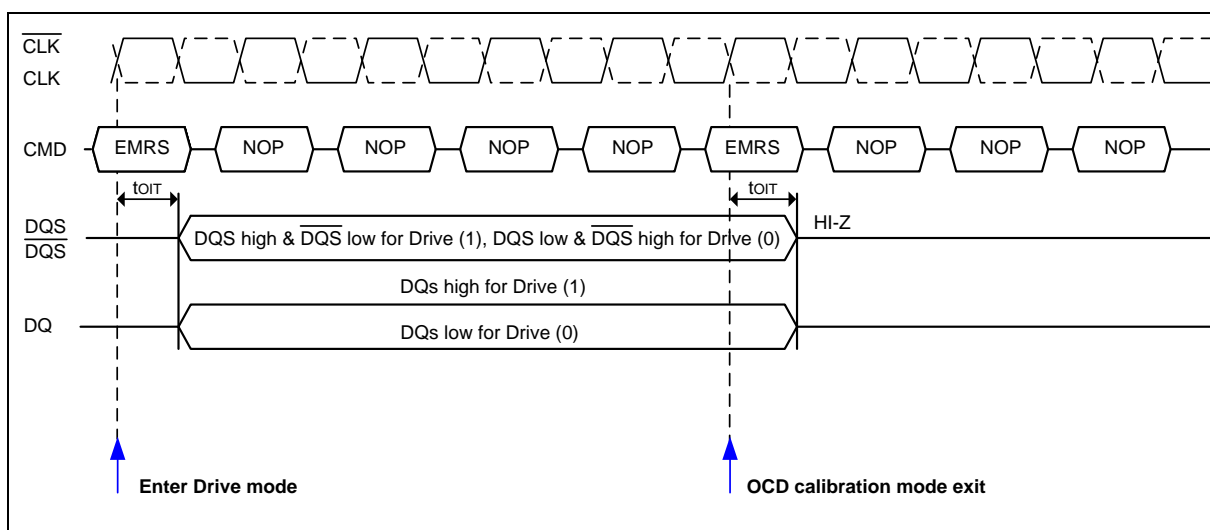 CLK
CLK
CMD EMRS NOP NOP NOP NOP EMRS NOP NOP NOP
tOIT tOIT
DQS
DQS
DQS high & DQS low for Drive (1), DQS low & DQS high for Drive (0)
HI-Z
DQs high for Drive (1)
DQ
DQs low for Drive (0)
Enter Drive mode
OCD calibration mode exit